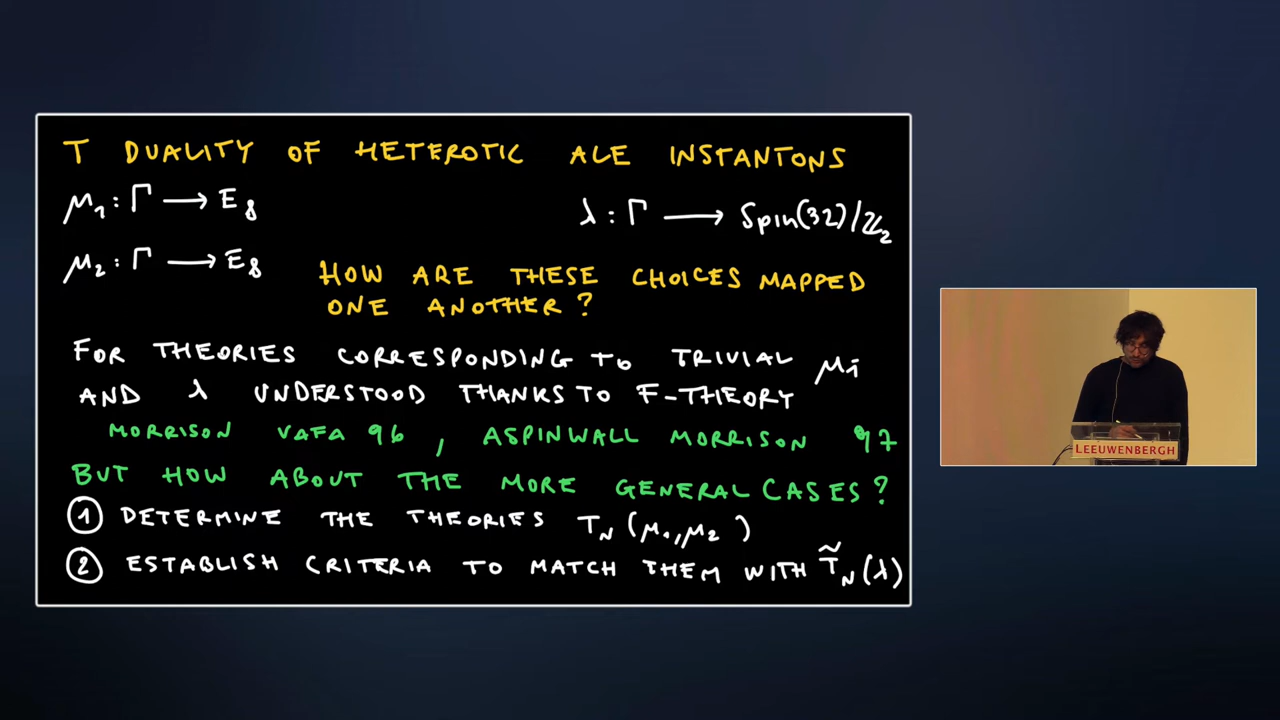 T DUALITY OF HETEROTIC ALE INSTANTONS
μ₁ : Γ → E₈
λ : Γ → Spin(32)/ℤ₂
μ₂ : Γ → E₈
HOW ARE THESE CHOICES MAPPED
ONE ANOTHER?
FOR THEORIES CORRESPONDING TO TRIVIAL μᵢ
AND λ UNDERSTOOD THANKS TO F-THEORY
MORRISON VAFA 96, ASPINWALL MORRISON 97
BUT HOW ABOUT THE MORE GENERAL CASES?
① DETERMINE THE THEORIES T_N(μ₁,μ₂)
② ESTABLISH CRITERIA TO MATCH THEM WITH T̃_N(λ)
LEEUWENBERGH